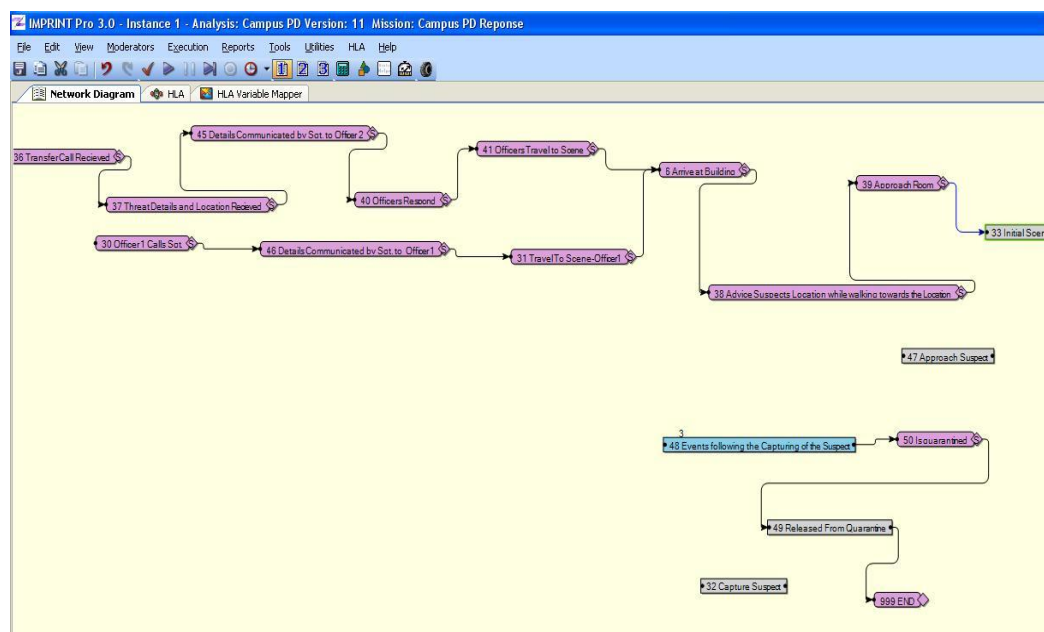 IMPRINT Pro 3.0 - Instance 1 - Analysis: Campus PD Version: 11 Mission: Campus PD Reponse
File Edit View Moderators Execution Reports Tools Utilities HLA Help
1 2 3
Network Diagram HLA HLA Variable Mapper
45 Details Communicated by Sgt. to Officer 2 S
36 Transfer Call Recieved S
41 Officers Travel to Scene S
6 Arrive at Building S
39 Approach Room S
37 Threat Details and Location Recieved S
40 Officers Respond S
33 Initial Scen
30 Officer1 Calls Sgt. S
46 Details Communicated by Sgt. to Officer1 S
31 Travel To Scene-Officer1 S
38 Advice Suspects Location while walking towards the Location S
47 Approach Suspect
3
48 Events following the Capturing of the Suspect
50 Is quarantined S
49 Released From Quarantine
32 Capture Suspect
999 END